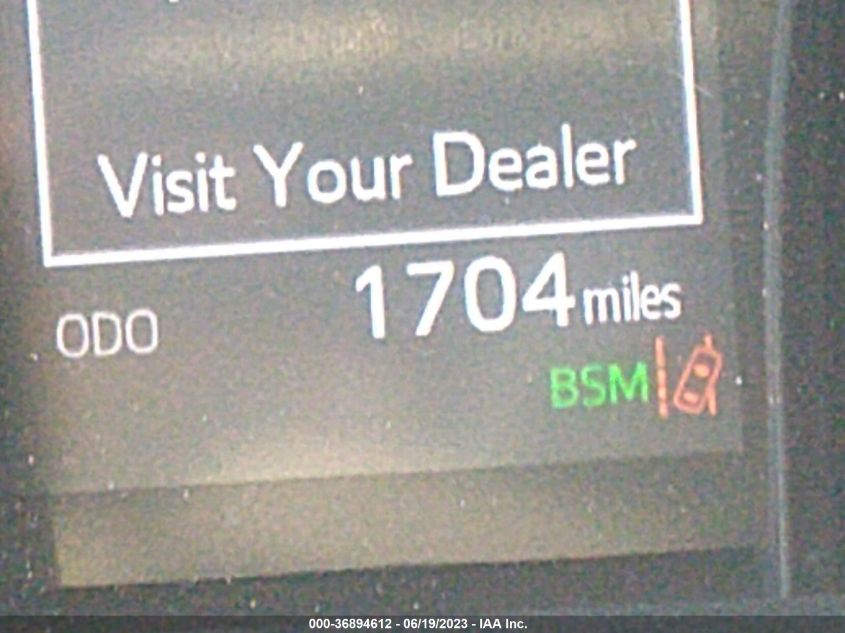 Visit Your Dealer
ODO 1704 miles
BSM
000-36894612 - 06/19/2023 - IAA Inc.